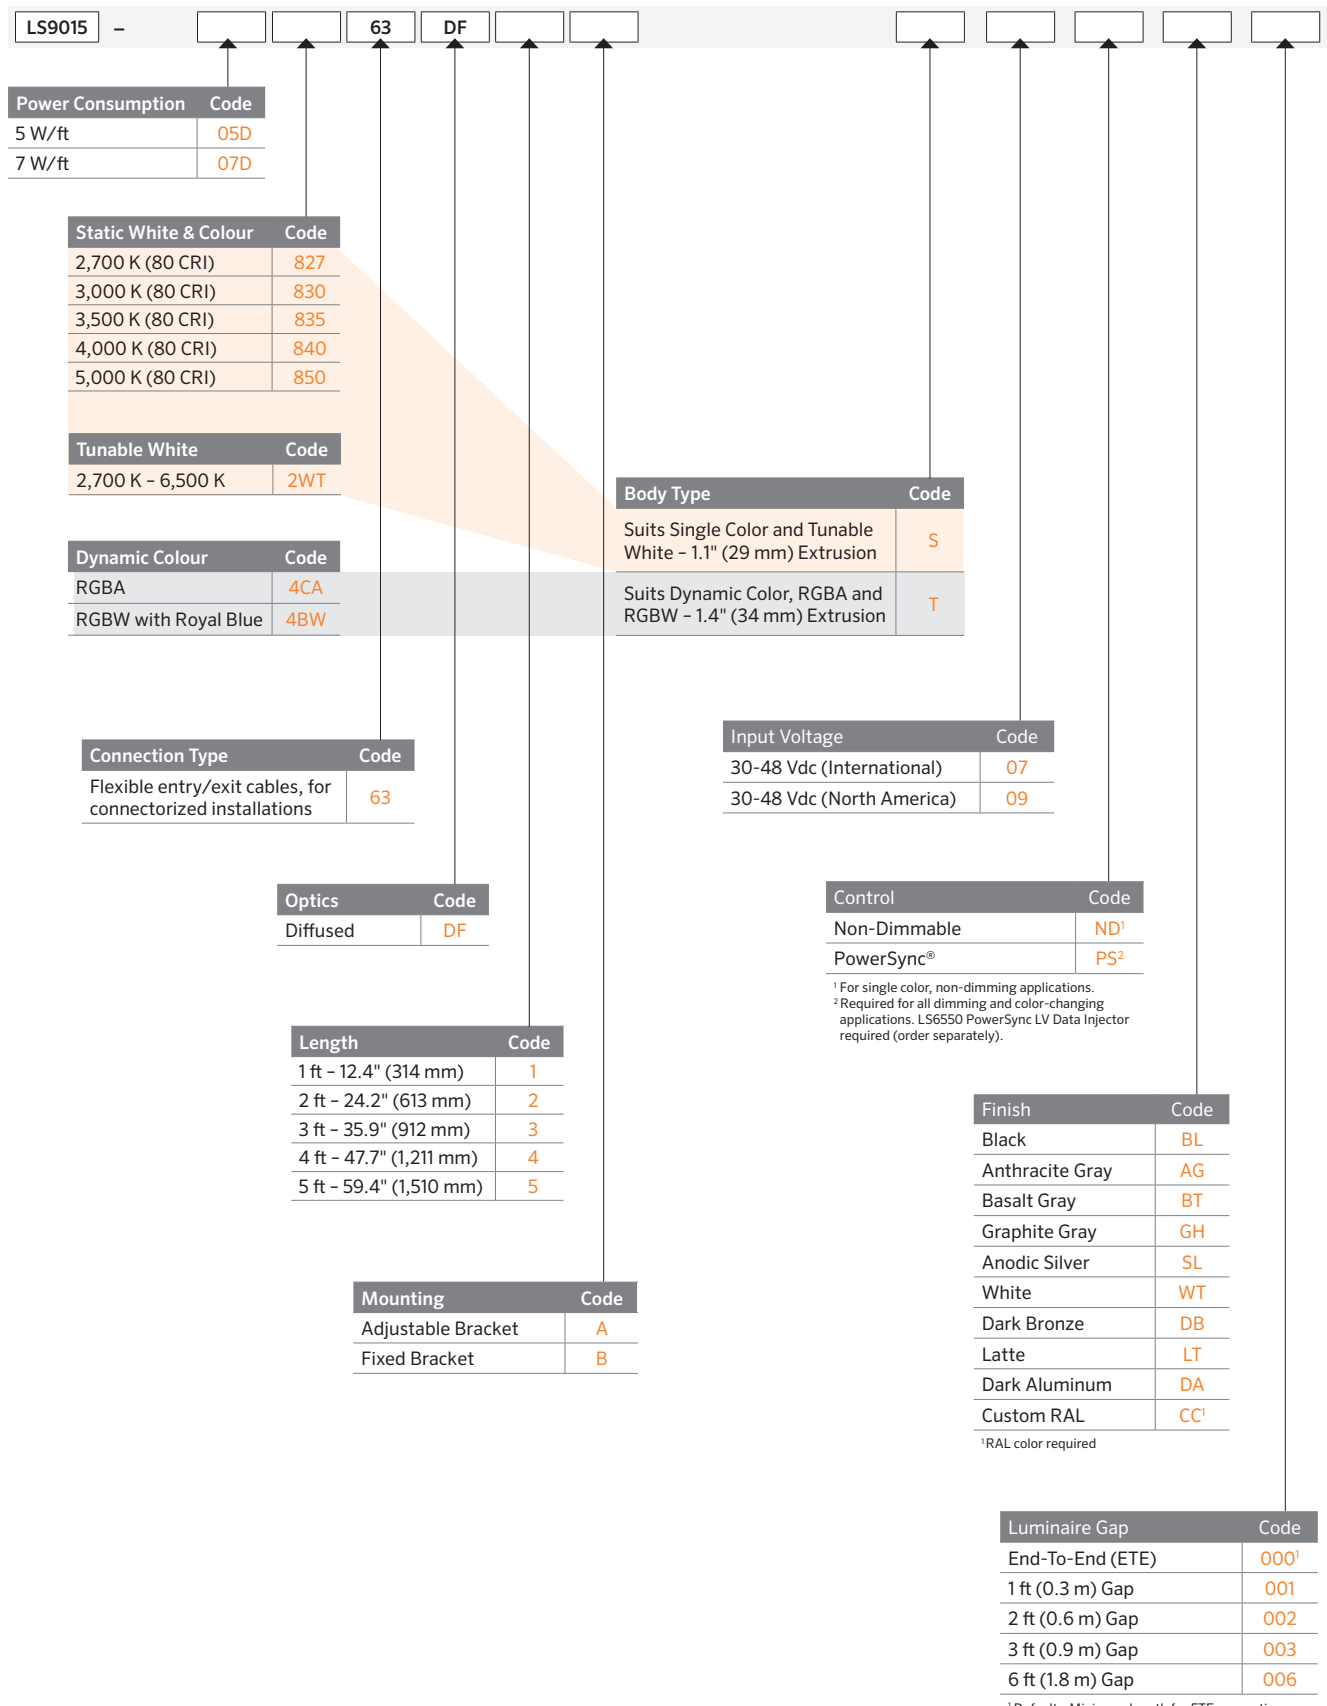 LS9015 – 63 DF
Power Consumption Code
5 W/ft 05D
7 W/ft 07D
Static White & Colour Code
2,700 K (80 CRI) 827
3,000 K (80 CRI) 830
3,500 K (80 CRI) 835
4,000 K (80 CRI) 840
5,000 K (80 CRI) 850
Tunable White Code
2,700 K – 6,500 K 2WT
Dynamic Colour Code
RGBA 4CA
RGBW with Royal Blue 4BW
Body Type Code
Suits Single Color and Tunable
White – 1.1" (29 mm) Extrusion S
Suits Dynamic Color, RGBA and
RGBW – 1.4" (34 mm) Extrusion T
Connection Type Code
Flexible entry/exit cables, for
connectorized installations 63
Input Voltage Code
30-48 Vdc (International) 07
30-48 Vdc (North America) 09
Optics Code
Diffused DF
Control Code
Non-Dimmable ND¹
PowerSync® PS²
¹ For single color, non-dimming applications.
² Required for all dimming and color-changing
applications. LS6550 PowerSync LV Data Injector
required (order separately).
Length Code
1 ft – 12.4" (314 mm) 1
2 ft – 24.2" (613 mm) 2
3 ft – 35.9" (912 mm) 3
4 ft – 47.7" (1,211 mm) 4
5 ft – 59.4" (1,510 mm) 5
Finish Code
Black BL
Anthracite Gray AG
Basalt Gray BT
Graphite Gray GH
Anodic Silver SL
White WT
Dark Bronze DB
Latte LT
Dark Aluminum DA
Custom RAL CC¹
¹ RAL color required
Mounting Code
Adjustable Bracket A
Fixed Bracket B
Luminaire Gap Code
End-To-End (ETE) 000¹
1 ft (0.3 m) Gap 001
2 ft (0.6 m) Gap 002
3 ft (0.9 m) Gap 003
6 ft (1.8 m) Gap 006